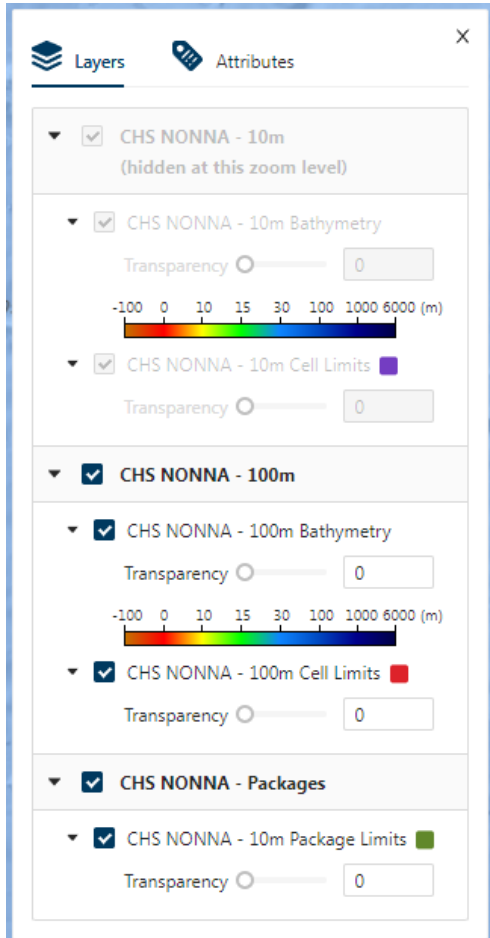 Layers Attributes X
CHS NONNA - 10m
(hidden at this zoom level)
CHS NONNA - 10m Bathymetry
Transparency 0
-100 0 10 15 30 100 1000 6000 (m)
CHS NONNA - 10m Cell Limits
Transparency 0
CHS NONNA - 100m
CHS NONNA - 100m Bathymetry
Transparency 0
-100 0 10 15 30 100 1000 6000 (m)
CHS NONNA - 100m Cell Limits
Transparency 0
CHS NONNA - Packages
CHS NONNA - 10m Package Limits
Transparency 0